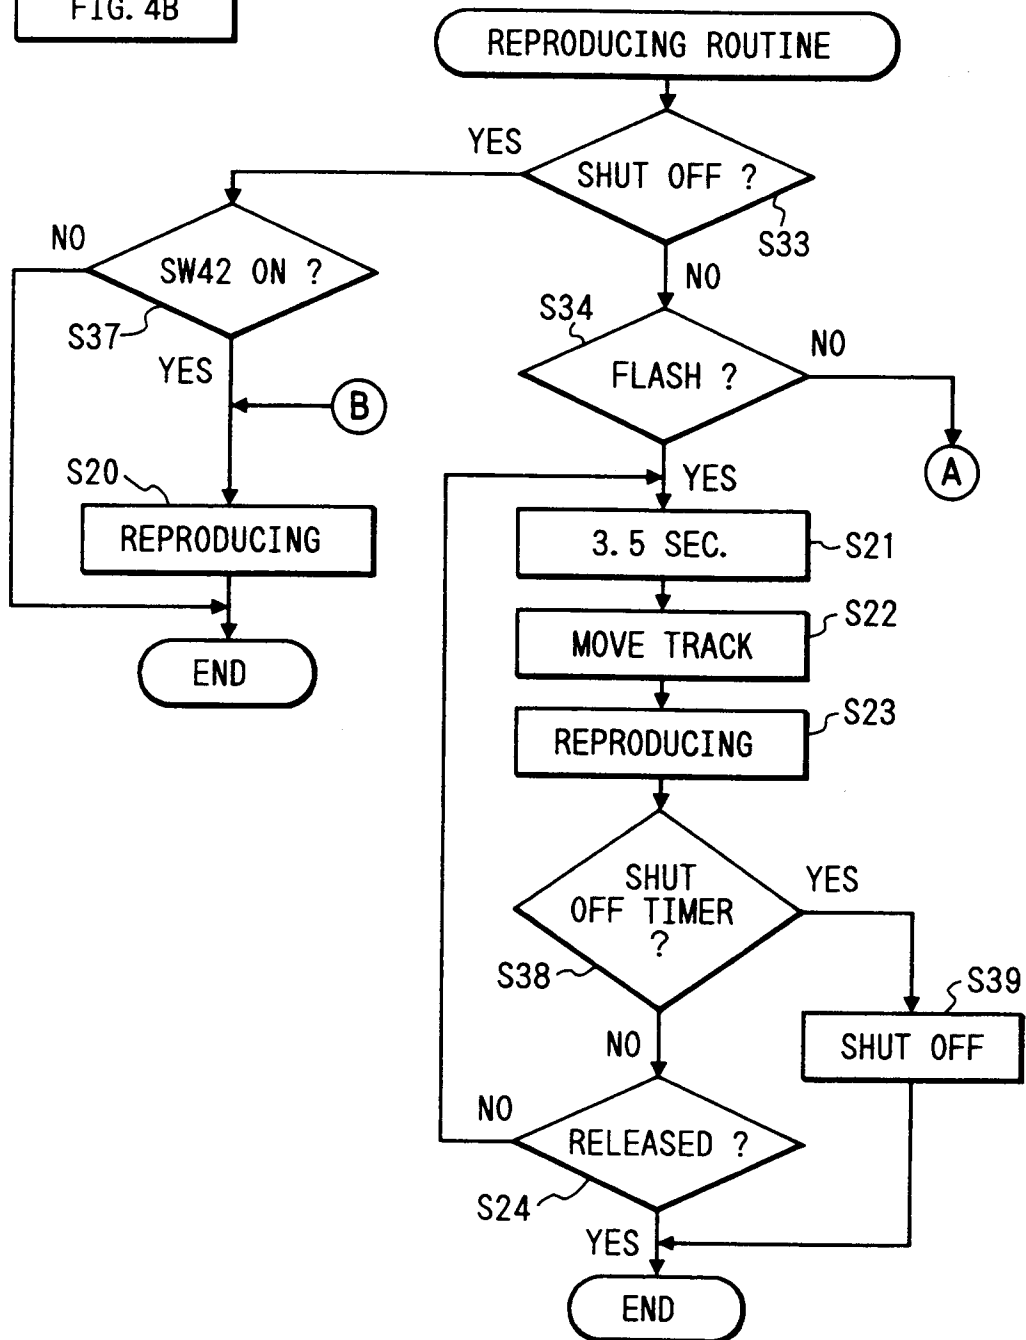 FIG. 4B
REPRODUCING ROUTINE
YES
SHUT OFF ?
S33
NO
NO
SW42 ON ?
S37
YES
B
S20
REPRODUCING
END
S34
FLASH ?
NO
A
YES
3.5 SEC.
S21
MOVE TRACK
S22
REPRODUCING
S23
SHUT
OFF TIMER
?
YES
S38
S39
SHUT OFF
NO
NO
RELEASED ?
S24
YES
END